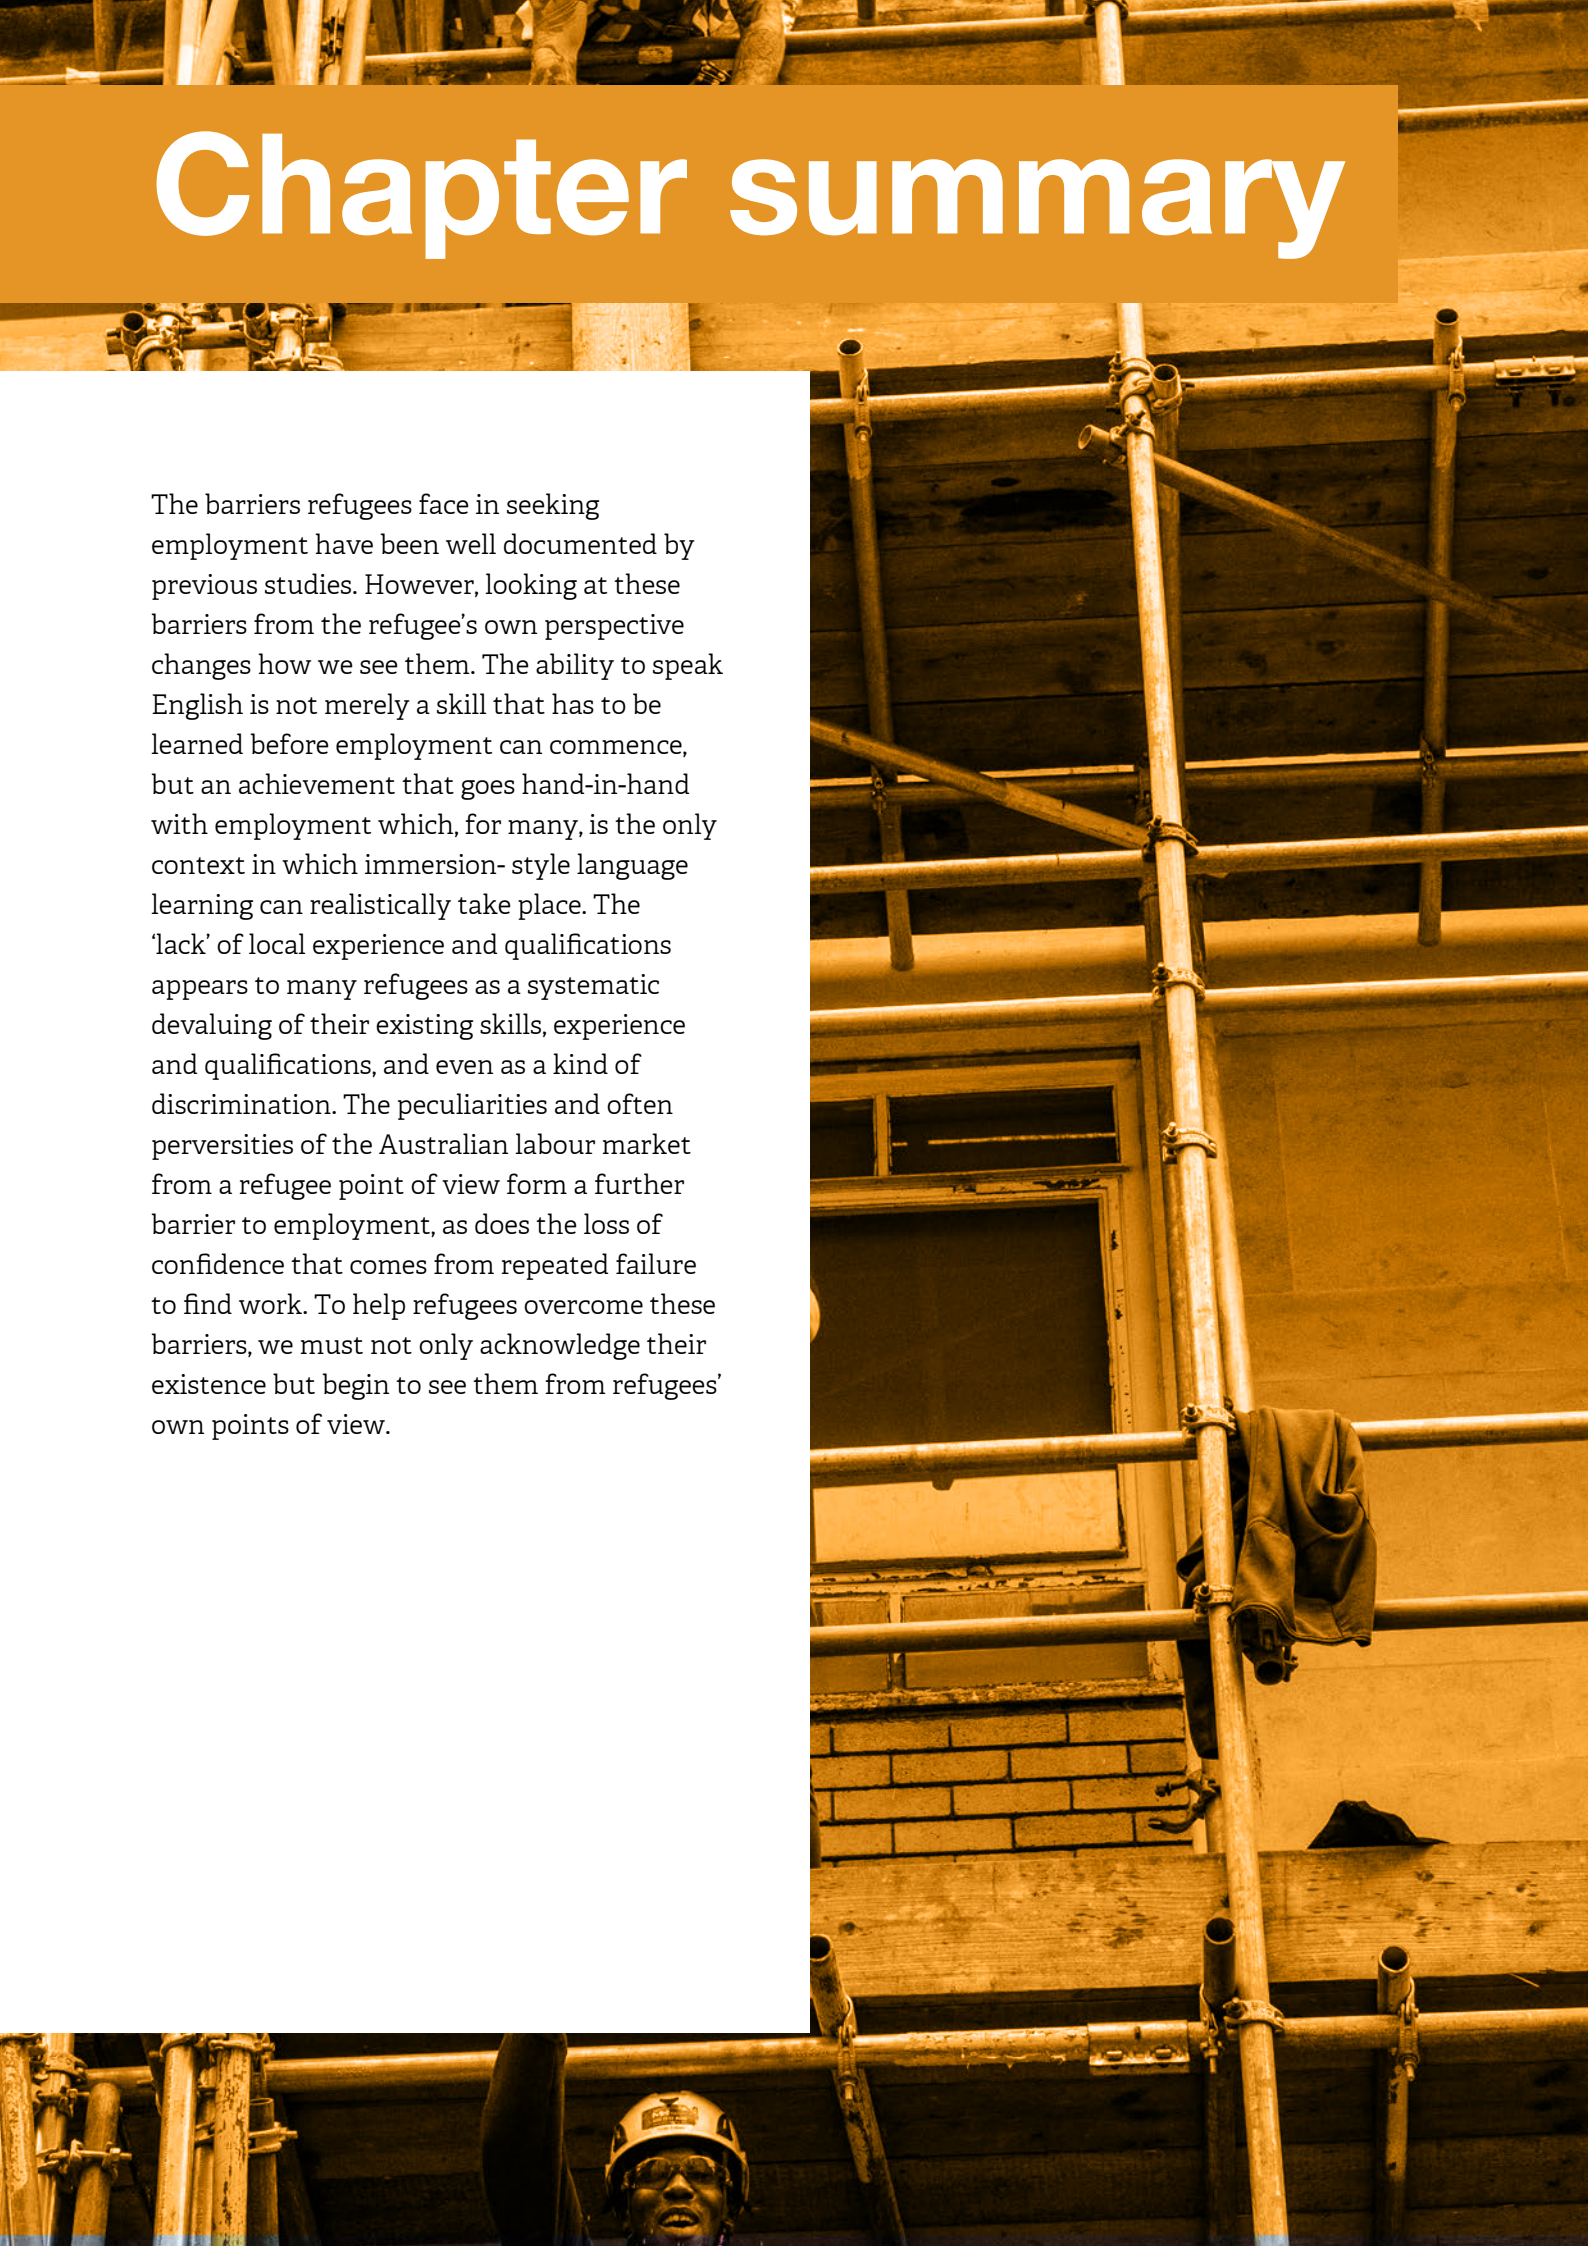 Chapter summary
The barriers refugees face in seeking
employment have been well documented by
previous studies. However, looking at these
barriers from the refugee’s own perspective
changes how we see them. The ability to speak
English is not merely a skill that has to be
learned before employment can commence,
but an achievement that goes hand-in-hand
with employment which, for many, is the only
context in which immersion- style language
learning can realistically take place. The
‘lack’ of local experience and qualifications
appears to many refugees as a systematic
devaluing of their existing skills, experience
and qualifications, and even as a kind of
discrimination. The peculiarities and often
perversities of the Australian labour market
from a refugee point of view form a further
barrier to employment, as does the loss of
confidence that comes from repeated failure
to find work. To help refugees overcome these
barriers, we must not only acknowledge their
existence but begin to see them from refugees’
own points of view.